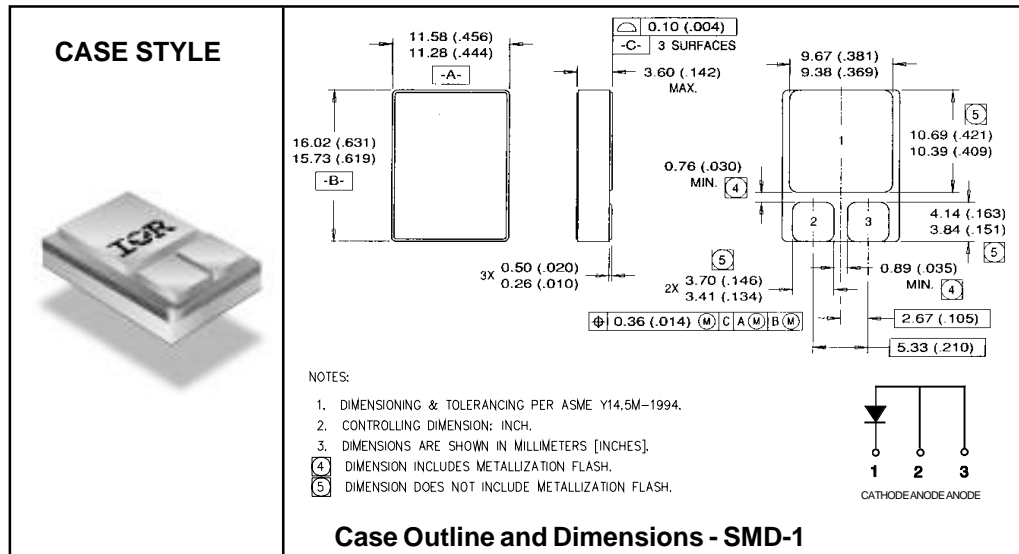 CASE STYLE
IOR
11.58 (.456)
11.28 (.444)
-A-
16.02 (.631)
15.73 (.619)
-B-
0.10 (.004)
-C- 3 SURFACES
3.60 (.142)
MAX.
3X 0.50 (.020)
0.26 (.010)
9.67 (.381)
9.38 (.369)
1
5
10.69 (.421)
10.39 (.409)
0.76 (.030)
MIN. 4
2
3
4.14 (.163)
3.84 (.151)
5
5
2X 3.70 (.146)
3.41 (.134)
0.89 (.035)
MIN. 4
⌖ 0.36 (.014) Ⓜ C A Ⓜ B Ⓜ
2.67 (.105)
5.33 (.210)
NOTES:
1. DIMENSIONING & TOLERANCING PER ASME Y14.5M-1994.
2. CONTROLLING DIMENSION: INCH.
3. DIMENSIONS ARE SHOWN IN MILLIMETERS [INCHES].
4 DIMENSION INCLUDES METALLIZATION FLASH.
5 DIMENSION DOES NOT INCLUDE METALLIZATION FLASH.
1 2 3
CATHODE ANODE ANODE
Case Outline and Dimensions - SMD-1